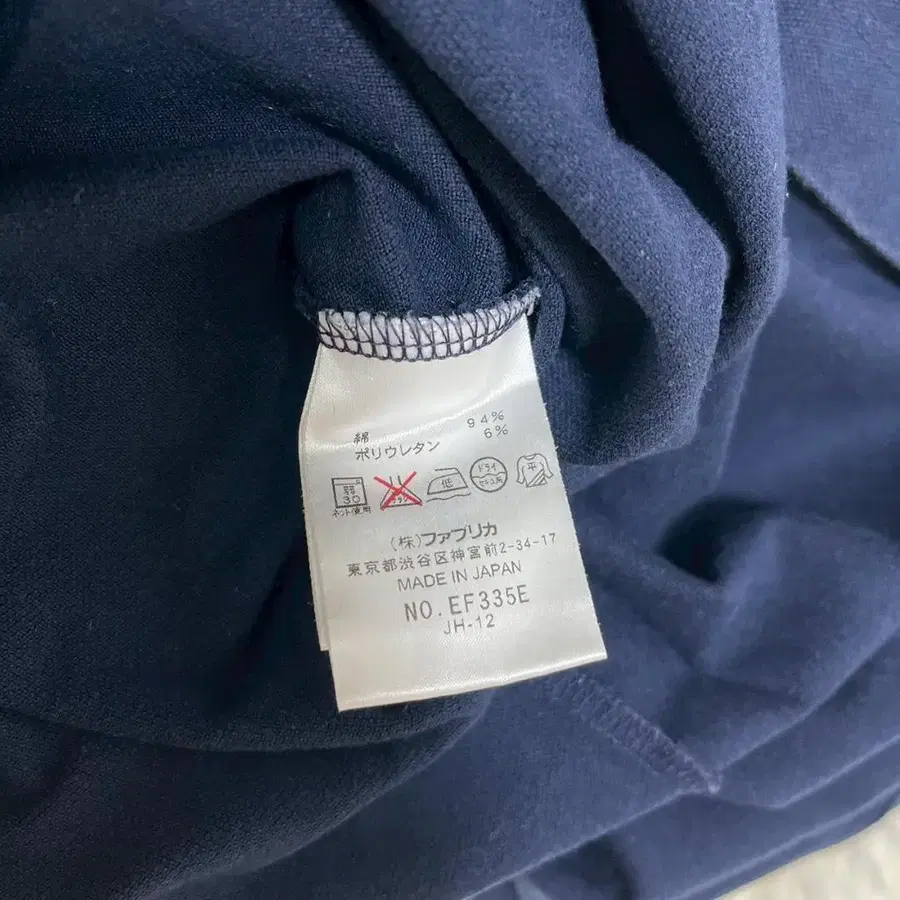 綿 94%
ポリウレタン 6%
弱 30 低 ドライ セキユ系 平
ネット使用
(株)ファブリカ
東京都渋谷区神宮前2-34-17
MADE IN JAPAN
NO.EF335E
JH-12